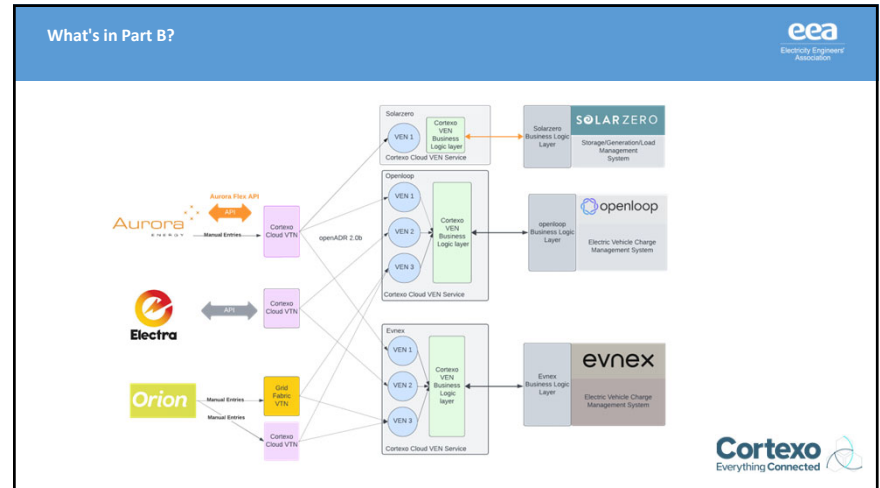 What's in Part B?
eea
Electricity Engineers'
Association
Solarzero
VEN 1
Cortexo
VEN
Business
Logic layer
Cortexo Cloud VEN Service
Solarzero
Business Logic
Layer
SOLARZERO
Storage/Generation/Load
Management
System
Aurora Flex API
API
Aurora
ENERGY
Manual Entries
Cortexo
Cloud VTN
openADR 2.0b
Openloop
VEN 1
VEN 2
VEN 3
Cortexo
VEN
Business
Logic layer
Cortexo Cloud VEN Service
openloop
Business Logic
Layer
openloop
Electric Vehicle Charge
Management System
Electra
API
Cortexo
Cloud VTN
Evnex
VEN 1
VEN 2
VEN 3
Cortexo
VEN
Business
Logic
layer
Cortexo Cloud VEN Service
Evnex
Business Logic
Layer
evnex
Electric Vehicle Charge
Management System
Orion
Manual Entries
Manual Entries
Grid
Fabric
VTN
Cortexo
Cloud VTN
Cortexo
Everything Connected